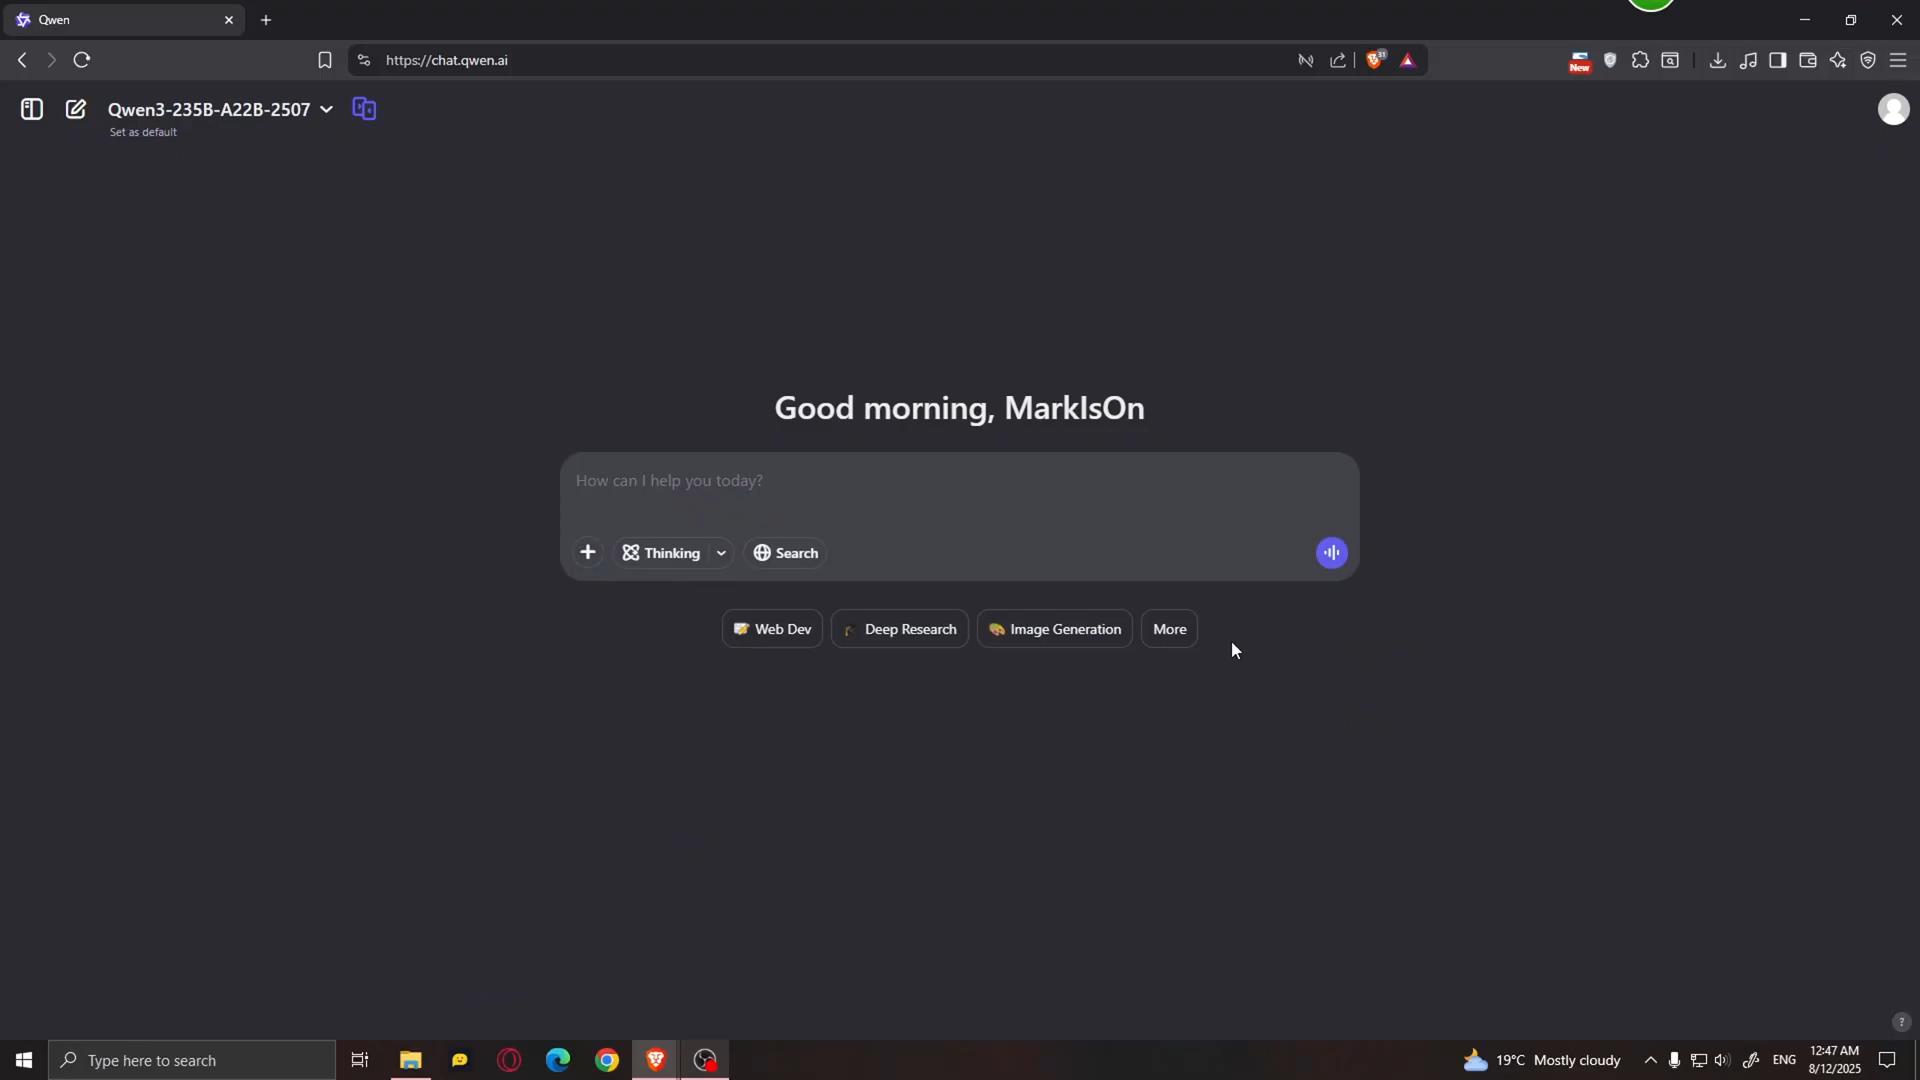 Qwen
https://chat.qwen.ai
31
New
Qwen3-235B-A22B-2507
Set as default
Good morning, MarkIsOn
How can I help you today?
Thinking
Search
Web Dev
Deep Research
Image Generation
More
?
Type here to search
19°C Mostly cloudy
ENG
12:47 AM
8/12/2025